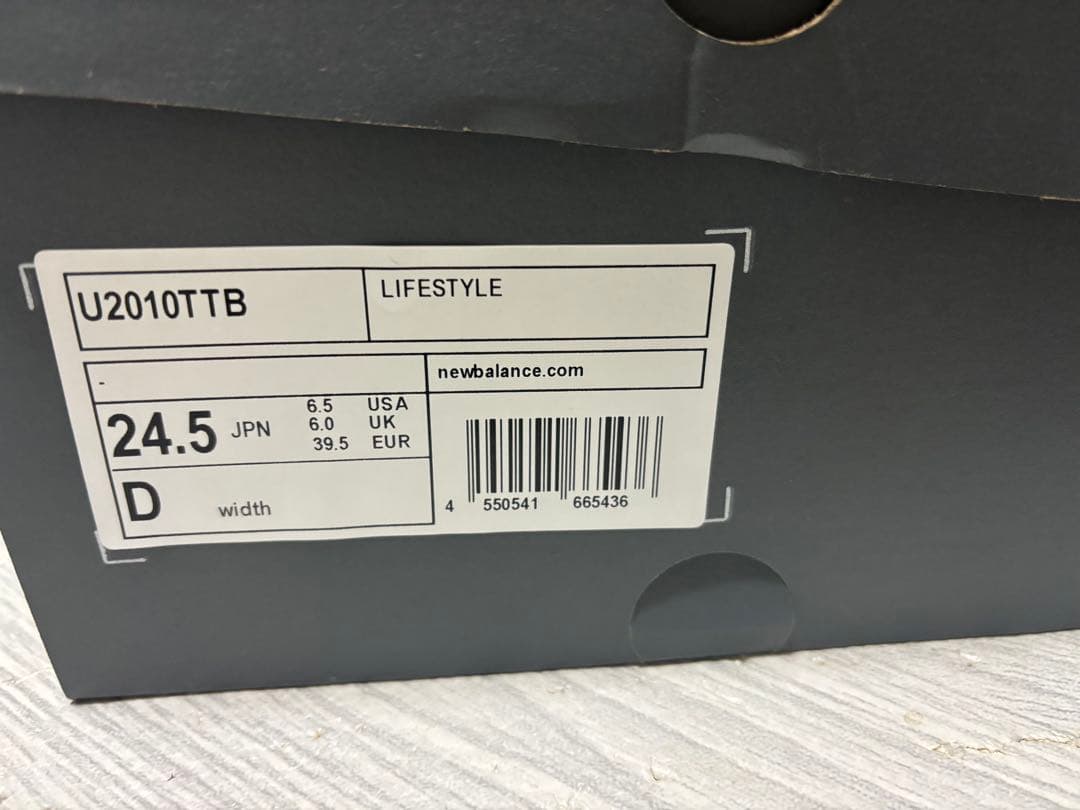 U2010TTB
LIFESTYLE
-
newbalance.com
24.5 JPN
6.5 USA
6.0 UK
39.5 EUR
D width
4 550541 665436